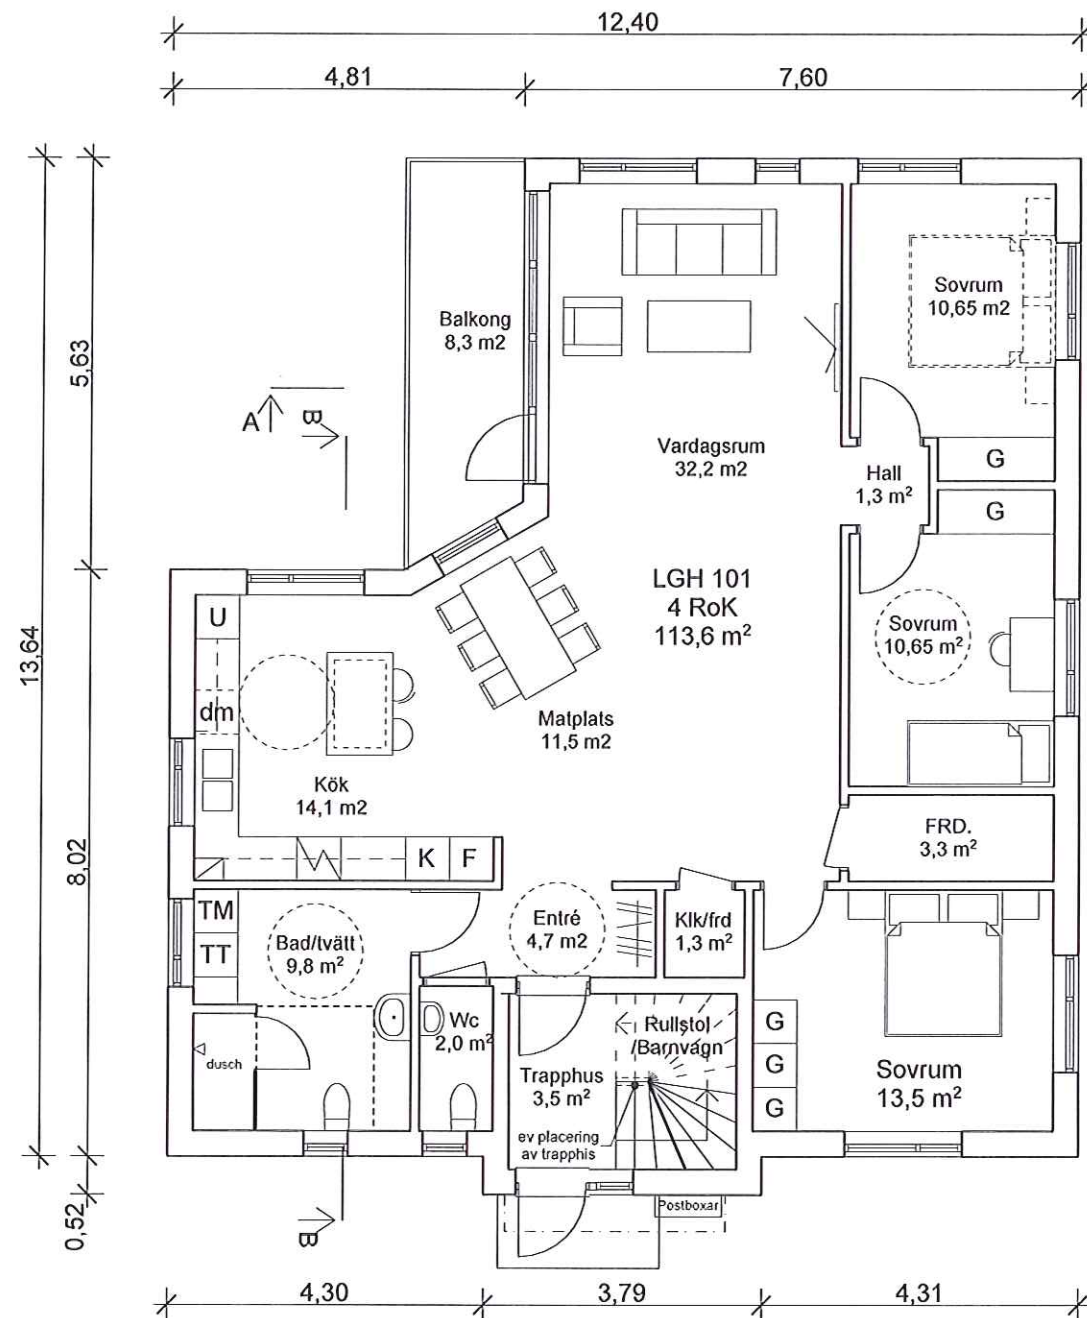 12,40
4,81
7,60
13,64
5,63
8,02
0,52
Balkong
8,3 m2
A
B
Vardagsrum
32,2 m2
Sovrum
10,65 m2
G
Hall
1,3 m²
G
LGH 101
4 RoK
113,6 m²
Sovrum
10,65 m²
U
dm
Matplats
11,5 m2
Kök
14,1 m2
K
F
FRD.
3,3 m²
TM
TT
Bad/tvätt
9,8 m²
Entré
4,7 m2
Klk/frd
1,3 m²
Wc
2,0 m²
dusch
Rullstol
/Barnvagn
Trapphus
3,5 m²
ev placering
av trapphis
G
G
G
Sovrum
13,5 m²
Postboxar
B
4,30
3,79
4,31